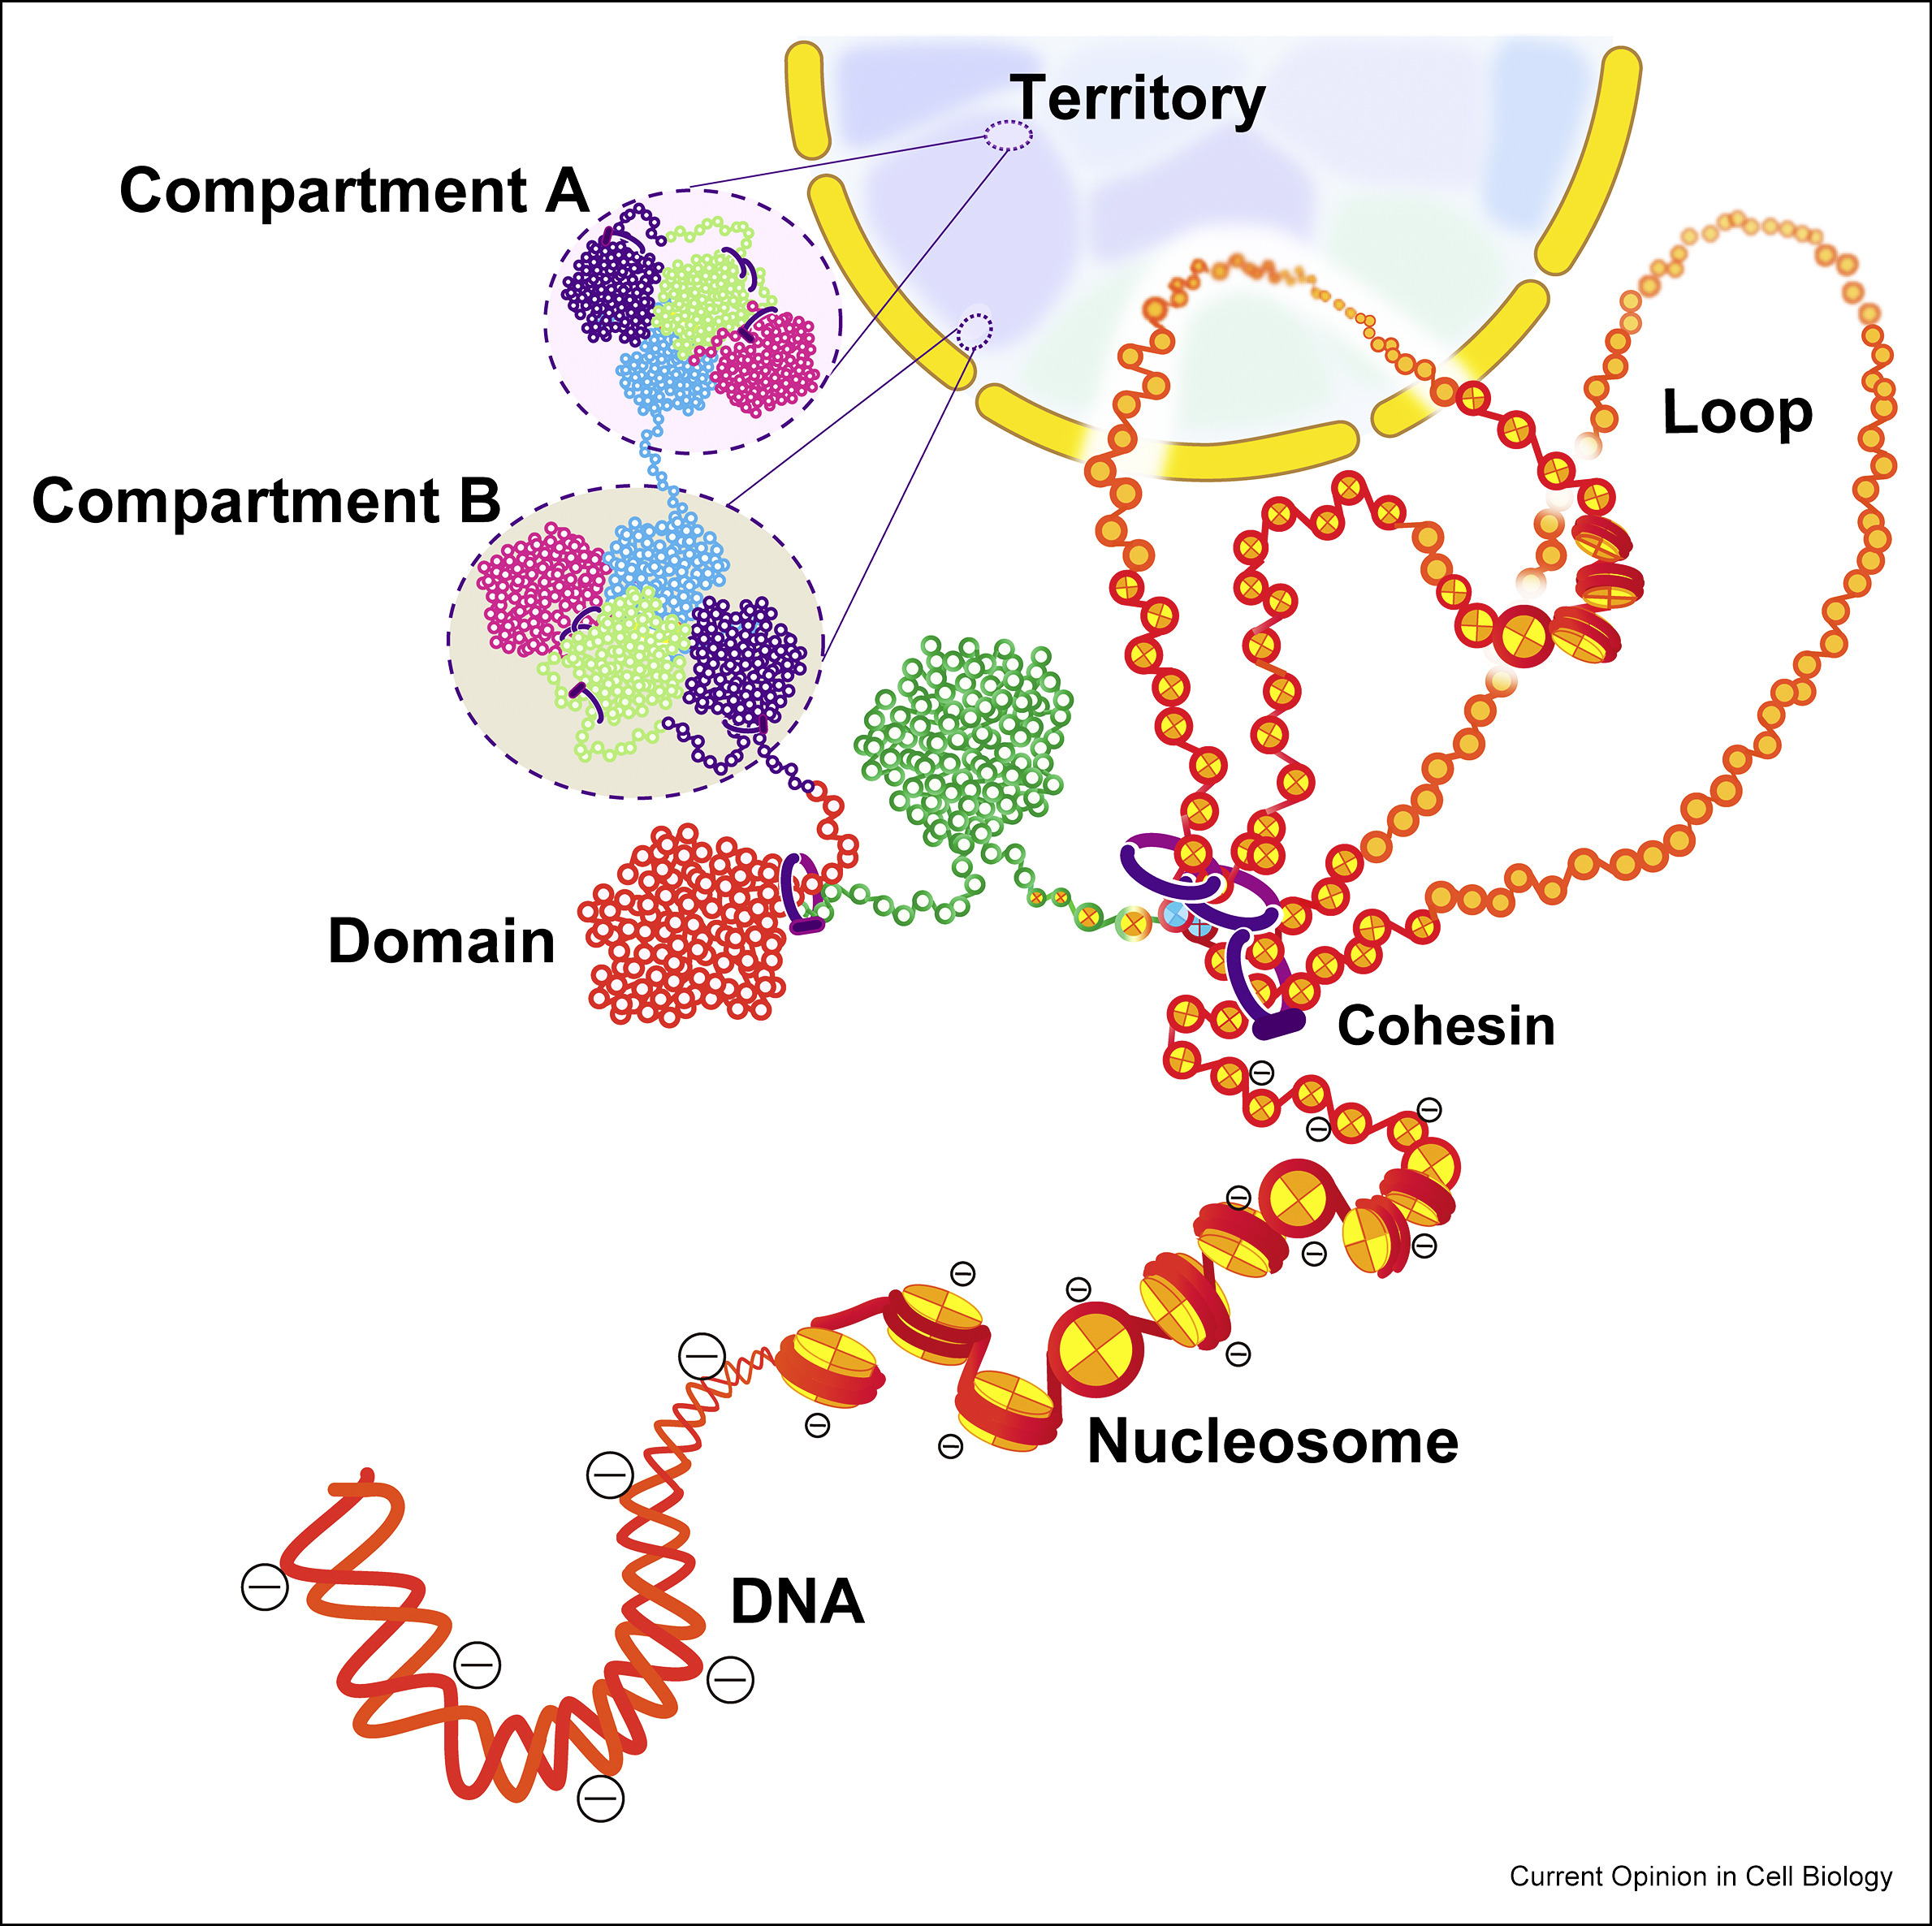 Territory
Compartment A
Loop
Compartment B
Domain
Cohesin
Nucleosome
DNA
Current Opinion in Cell Biology